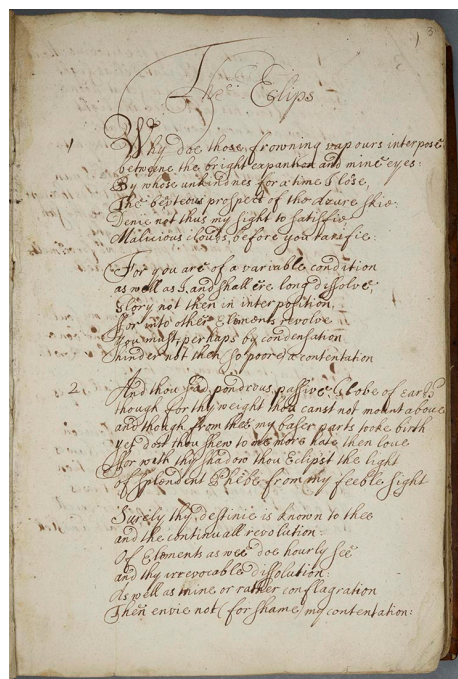 3
The Eclips
1
Why doe those frowning vapours interpose
betweene the bright expantion and mine eyes:
By whose unkindnes for a time I lose,
The beuteous prospect of the azure skie.
Denie not thus my sight to satisfie
Malicious clouds, before you rarifie:
For you are of a variable condition
as well as I, and shall ere long dissolve
Glory not then in interposition,
ffor into other Elements revolve
You must, perhaps by condensation
hinder not then (so poore) a contentation
2
And thou sad, ponderous, passive Globe of earth
though for thy weight thou canst not mount above
and though from thee my baser parts tooke birth
yet dost thou shew to me more hate then love
ffor with thy shadow thou Eclipst the light
of splendent Phebe from my feeble sight
Surely thy destinie is known to thee
and the continuall revolution
Of Elements as wee doe hourly see
and thy irrevocable dissolution:
As well as mine or rather conflagration
Then envie not (for shame) my contentation: